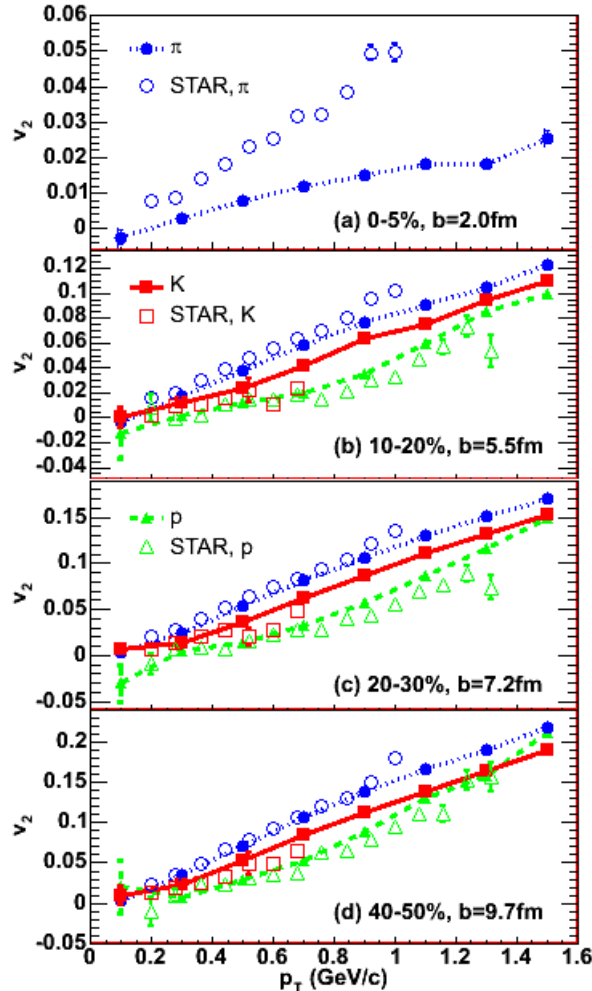 0.06
0.05
0.04
0.03
0.02
0.01
0
v2
π
STAR, π
(a) 0-5%, b=2.0fm
0.12
0.1
0.08
0.06
0.04
0.02
0
-0.02
-0.04
v2
K
STAR, K
(b) 10-20%, b=5.5fm
0.15
0.1
0.05
0
-0.05
v2
p
STAR, p
(c) 20-30%, b=7.2fm
0.2
0.15
0.1
0.05
0
-0.05
v2
(d) 40-50%, b=9.7fm
0 0.2 0.4 0.6 0.8 1 1.2 1.4 1.6
pT (GeV/c)